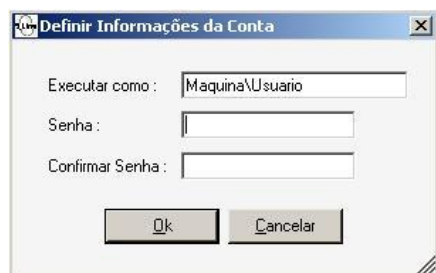 Definir Informações da Conta
Executar como : Maquina\Usuario
Senha :
Confirmar Senha :
Ok Cancelar